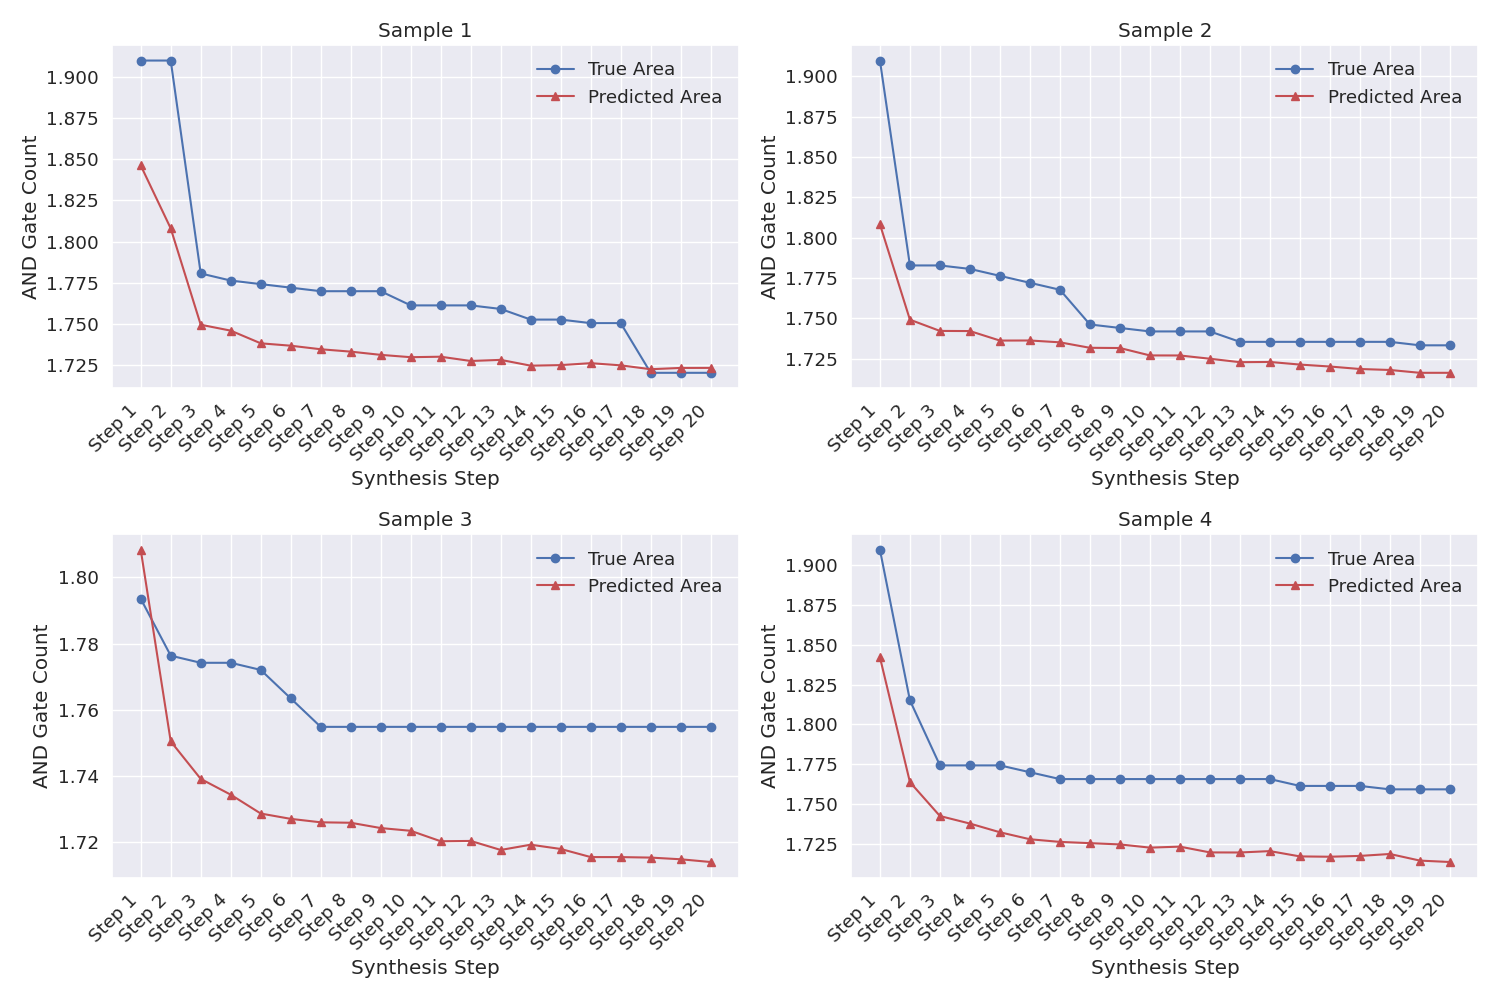 Sample 1
AND Gate Count
1.900
1.875
1.850
1.825
1.800
1.775
1.750
1.725
True Area
Predicted Area
Step 1
Step 2
Step 3
Step 4
Step 5
Step 6
Step 7
Step 8
Step 9
Step 10
Step 11
Step 12
Step 13
Step 14
Step 15
Step 16
Step 17
Step 18
Step 19
Step 20
Synthesis Step
Sample 2
AND Gate Count
1.900
1.875
1.850
1.825
1.800
1.775
1.750
1.725
True Area
Predicted Area
Step 1
Step 2
Step 3
Step 4
Step 5
Step 6
Step 7
Step 8
Step 9
Step 10
Step 11
Step 12
Step 13
Step 14
Step 15
Step 16
Step 17
Step 18
Step 19
Step 20
Synthesis Step
Sample 3
AND Gate Count
1.80
1.78
1.76
1.74
1.72
True Area
Predicted Area
Step 1
Step 2
Step 3
Step 4
Step 5
Step 6
Step 7
Step 8
Step 9
Step 10
Step 11
Step 12
Step 13
Step 14
Step 15
Step 16
Step 17
Step 18
Step 19
Step 20
Synthesis Step
Sample 4
AND Gate Count
1.900
1.875
1.850
1.825
1.800
1.775
1.750
1.725
True Area
Predicted Area
Step 1
Step 2
Step 3
Step 4
Step 5
Step 6
Step 7
Step 8
Step 9
Step 10
Step 11
Step 12
Step 13
Step 14
Step 15
Step 16
Step 17
Step 18
Step 19
Step 20
Synthesis Step